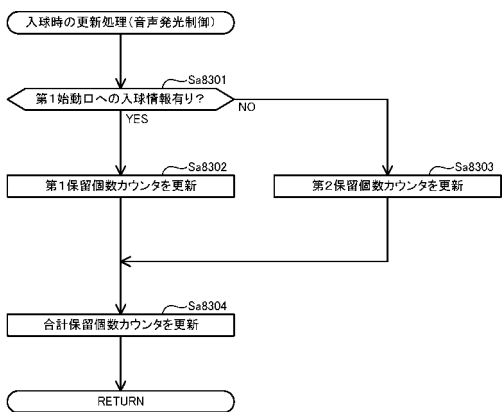 入球時の更新処理(音声発光制御)
Sa8301
第1始動口への入球情報有り?
YES
NO
Sa8302
第1保留個数カウンタを更新
Sa8303
第2保留個数カウンタを更新
Sa8304
合計保留個数カウンタを更新
RETURN